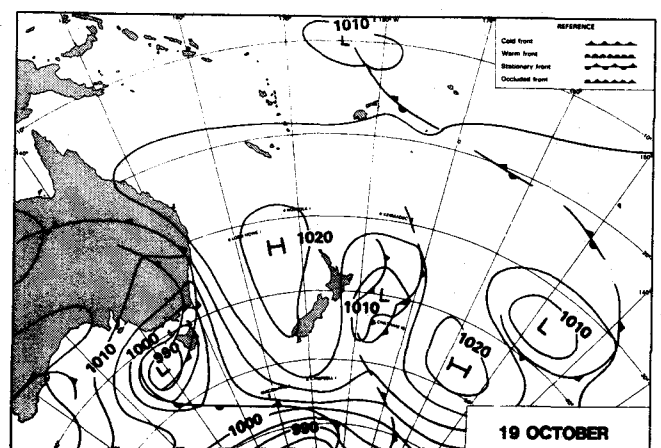 1010
L
REFERENCE
Cold front
Warm front
Stationary front
Occluded front
H
1020
L
1010
1010
L
1020
H
1010
1000
990
L
1000
990
19 OCTOBER